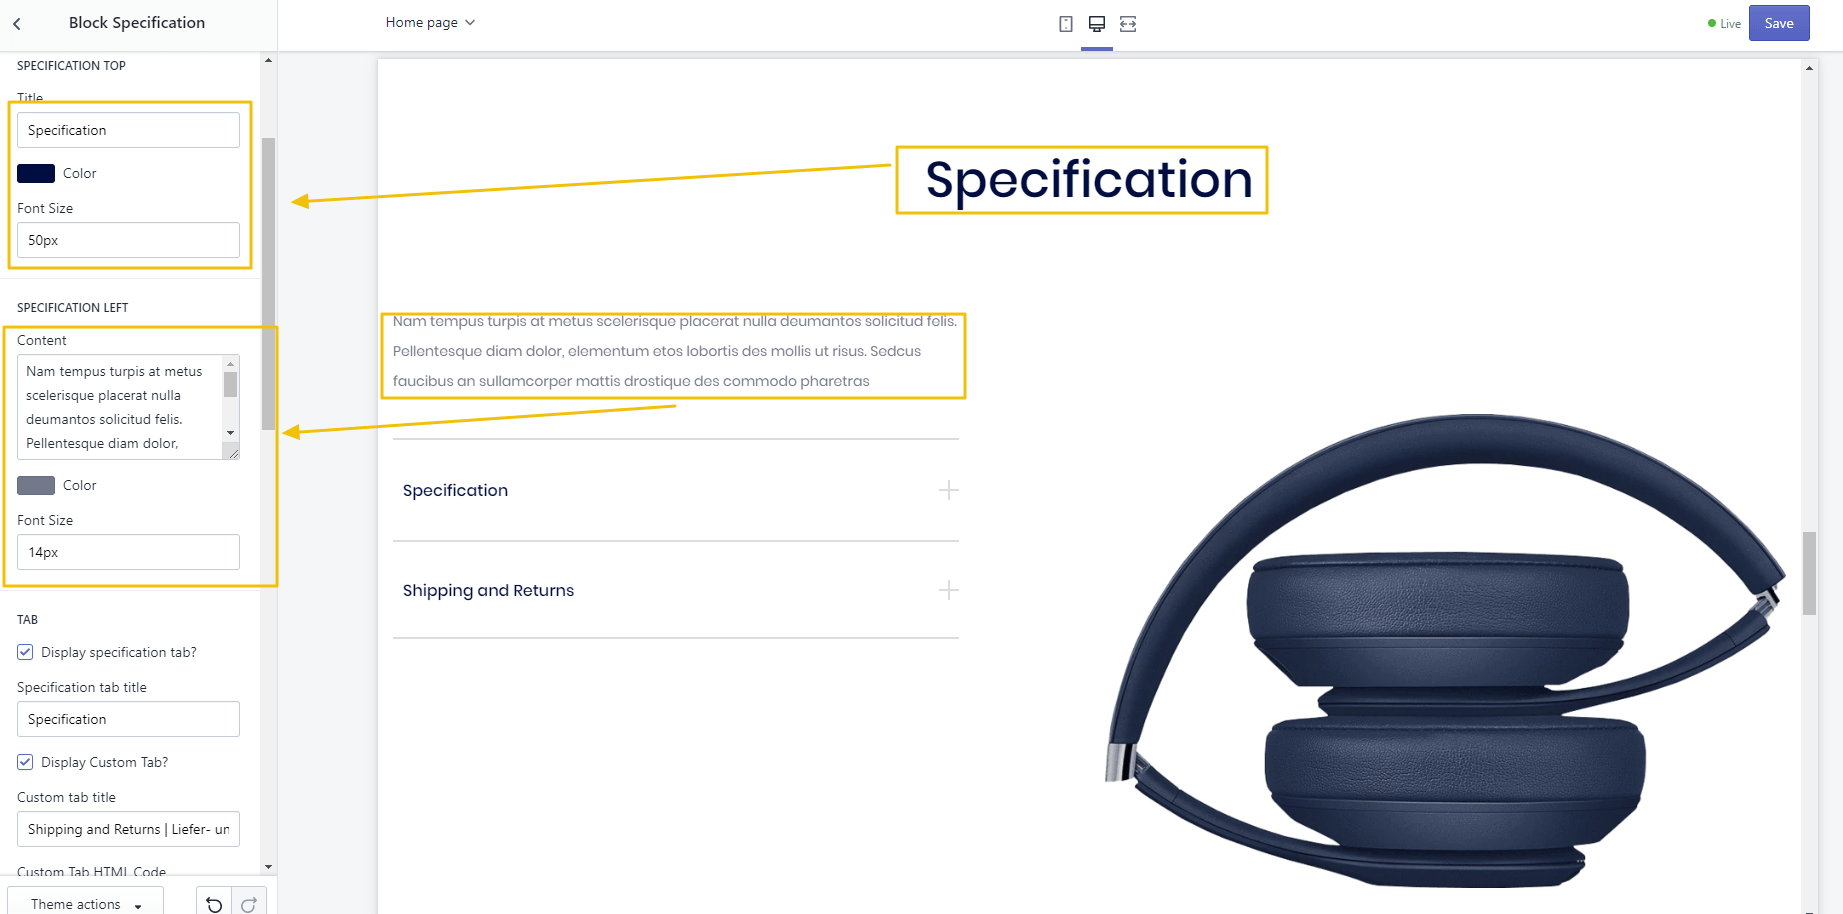 Block Specification
Home page
Live
Save
SPECIFICATION TOP
Title
Specification
Color
Font Size
50px
SPECIFICATION LEFT
Content
Nam tempus turpis at metus
scelerisque placerat nulla
deumantos solicitud felis.
Pellentesque diam dolor,
Color
Font Size
14px
TAB
Display specification tab?
Specification tab title
Specification
Display Custom Tab?
Custom tab title
Shipping and Returns | Liefer- un
Custom Tab HTML Code
Theme actions
Specification
Nam tempus turpis at metus scelerisque placerat nulla deumantos solicitud felis.
Pellentesque diam dolor, elementum etos lobortis des mollis ut risus. Sedcus
faucibus an sullamcorper mattis drostique des commodo pharetras
Specification
Shipping and Returns